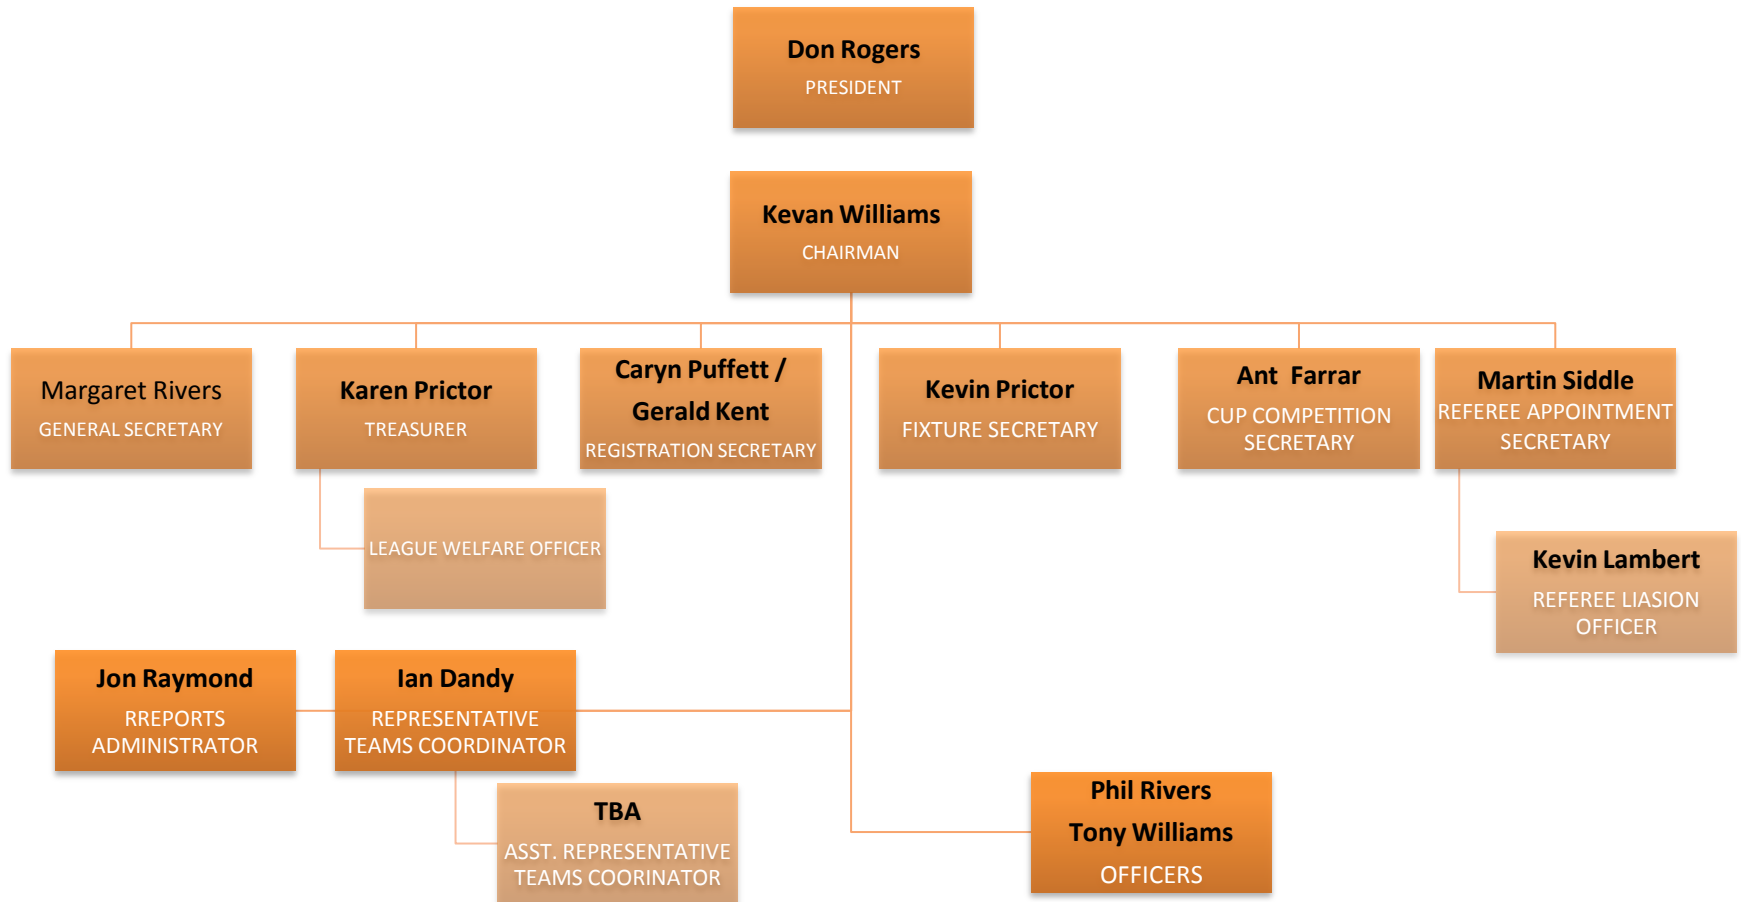 Don Rogers
PRESIDENT
Kevan Williams
CHAIRMAN
Margaret Rivers
GENERAL SECRETARY
Karen Prictor
TREASURER
Caryn Puffett /
Gerald Kent
REGISTRATION SECRETARY
Kevin Prictor
FIXTURE SECRETARY
Ant Farrar
CUP COMPETITION
SECRETARY
Martin Siddle
REFEREE APPOINTMENT
SECRETARY
LEAGUE WELFARE OFFICER
Kevin Lambert
REFEREE LIASION
OFFICER
Jon Raymond
RREPORTS
ADMINISTRATOR
Ian Dandy
REPRESENTATIVE
TEAMS COORDINATOR
TBA
ASST. REPRESENTATIVE
TEAMS COORINATOR
Phil Rivers
Tony Williams
OFFICERS